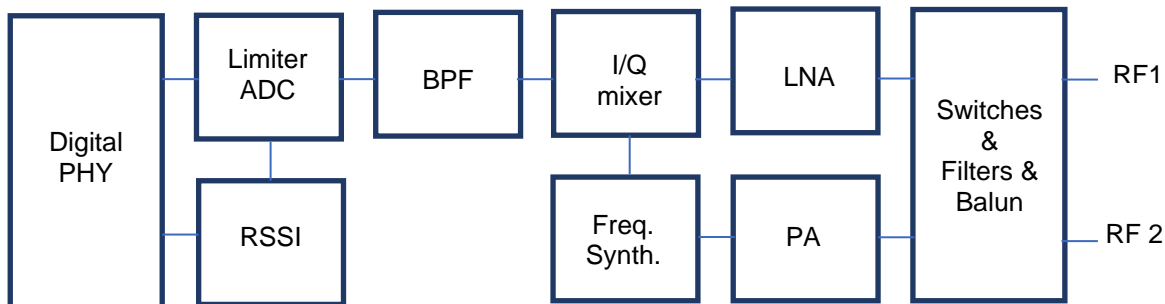 Digital
PHY
Limiter
ADC
RSSI
BPF
I/Q
mixer
Freq.
Synth.
LNA
PA
Switches
&
Filters &
Balun
RF1
RF 2